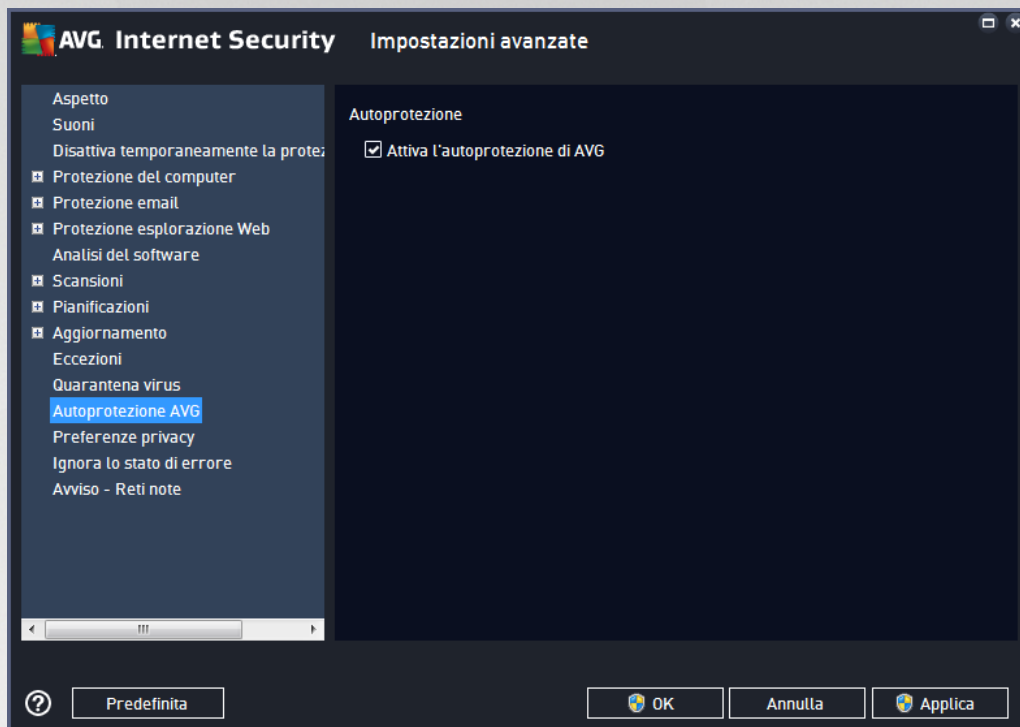 AVG. Internet Security Impostazioni avanzate
Aspetto
Suoni
Disattiva temporaneamente la protez
Protezione del computer
Protezione email
Protezione esplorazione Web
Analisi del software
Scansioni
Pianificazioni
Aggiornamento
Eccezioni
Quarantena virus
Autoprotezione AVG
Preferenze privacy
Ignora lo stato di errore
Avviso - Reti note
Autoprotezione
Attiva l'autoprotezione di AVG
? Predefinita OK Annulla Applica